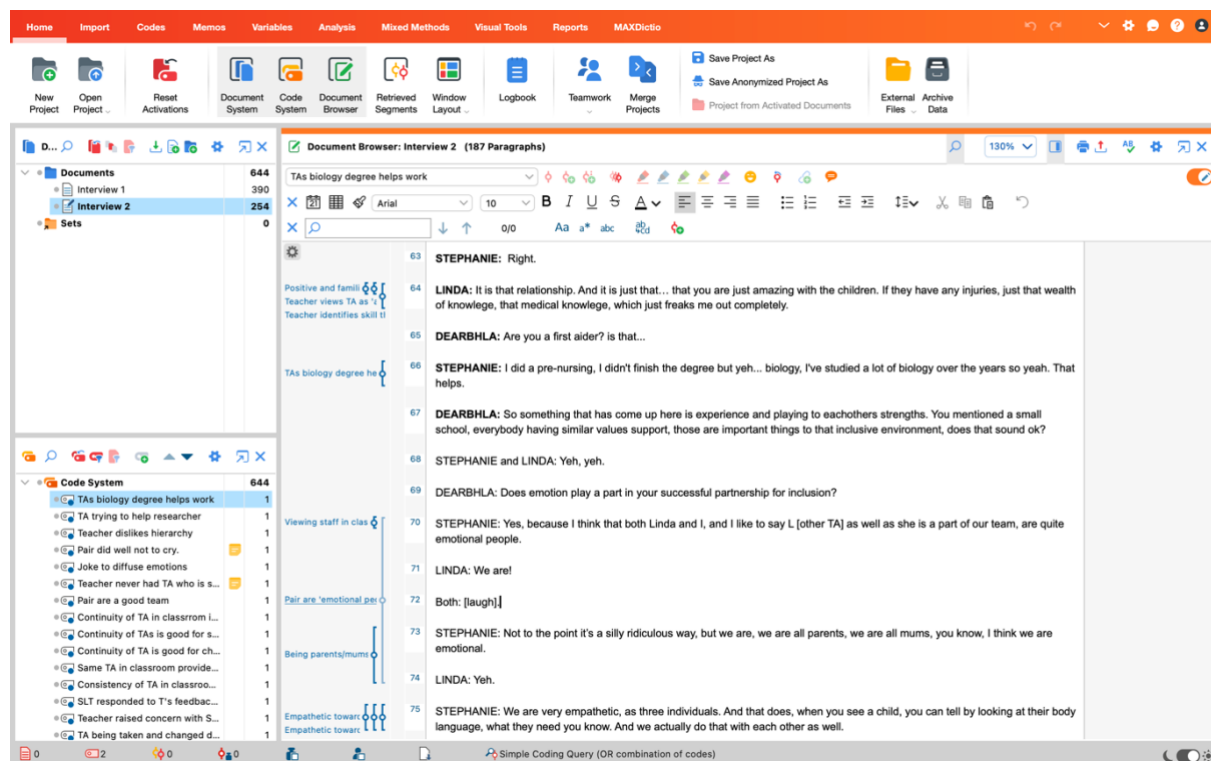 Home Import Codes Memos Variables Analysis Mixed Methods Visual Tools Reports MAXDictio
New Project
Open Project
Reset Activations
Document System
Code System
Document Browser
Retrieved Segments
Window Layout
Logbook
Teamwork
Merge Projects
Save Project As
Save Anonymized Project As
Project from Activated Documents
External Files
Archive Data
D...
Documents 644
Interview 1 390
Interview 2 254
Sets 0
Code System 644
TAs biology degree helps work 1
TA trying to help researcher 1
Teacher dislikes hierarchy 1
Pair did well not to cry. 1
Joke to diffuse emotions 1
Teacher never had TA who is s... 1
Pair are a good team 1
Continuity of TA in classrrom i... 1
Continuity of TAs is good for s... 1
Continuity of TA is good for ch... 1
Same TA in classroom provide... 1
Consistency of TA in classroo... 1
SLT responded to T's feedbac... 1
Teacher raised concern with S... 1
TA being taken and changed d... 1
Document Browser: Interview 2 (187 Paragraphs)
130%
TAs biology degree helps work
Arial 10 B I U S A
0/0 Aa a* abc
63 STEPHANIE: Right.
Positive and famili
Teacher views TA as 'a
Teacher identifies skill tl
64 LINDA: It is that relationship. And it is just that... that you are just amazing with the children. If they have any injuries, just that wealth
of knowlege, that medical knowlege, which just freaks me out completely.
65 DEARBHLA: Are you a first aider? is that...
TAs biology degree he
66 STEPHANIE: I did a pre-nursing, I didn't finish the degree but yeh... biology, I've studied a lot of biology over the years so yeah. That
helps.
67 DEARBHLA: So something that has come up here is experience and playing to eachothers strengths. You mentioned a small
school, everybody having similar values support, those are important things to that inclusive environment, does that sound ok?
68 STEPHANIE and LINDA: Yeh, yeh.
69 DEARBHLA: Does emotion play a part in your successful partnership for inclusion?
Viewing staff in clas
70 STEPHANIE: Yes, because I think that both Linda and I, and I like to say L [other TA] as well as she is a part of our team, are quite
emotional people.
71 LINDA: We are!
Pair are 'emotional peo
72 Both: [laugh].
73 STEPHANIE: Not to the point it's a silly ridiculous way, but we are, we are all parents, we are all mums, you know, I think we are
emotional.
Being parents/mums
74 LINDA: Yeh.
Empathetic towarc
Empathetic towarc
75 STEPHANIE: We are very empathetic, as three individuals. And that does, when you see a child, you can tell by looking at their body
language, what they need you know. And we actually do that with each other as well.
0 2 0 0 Simple Coding Query (OR combination of codes)